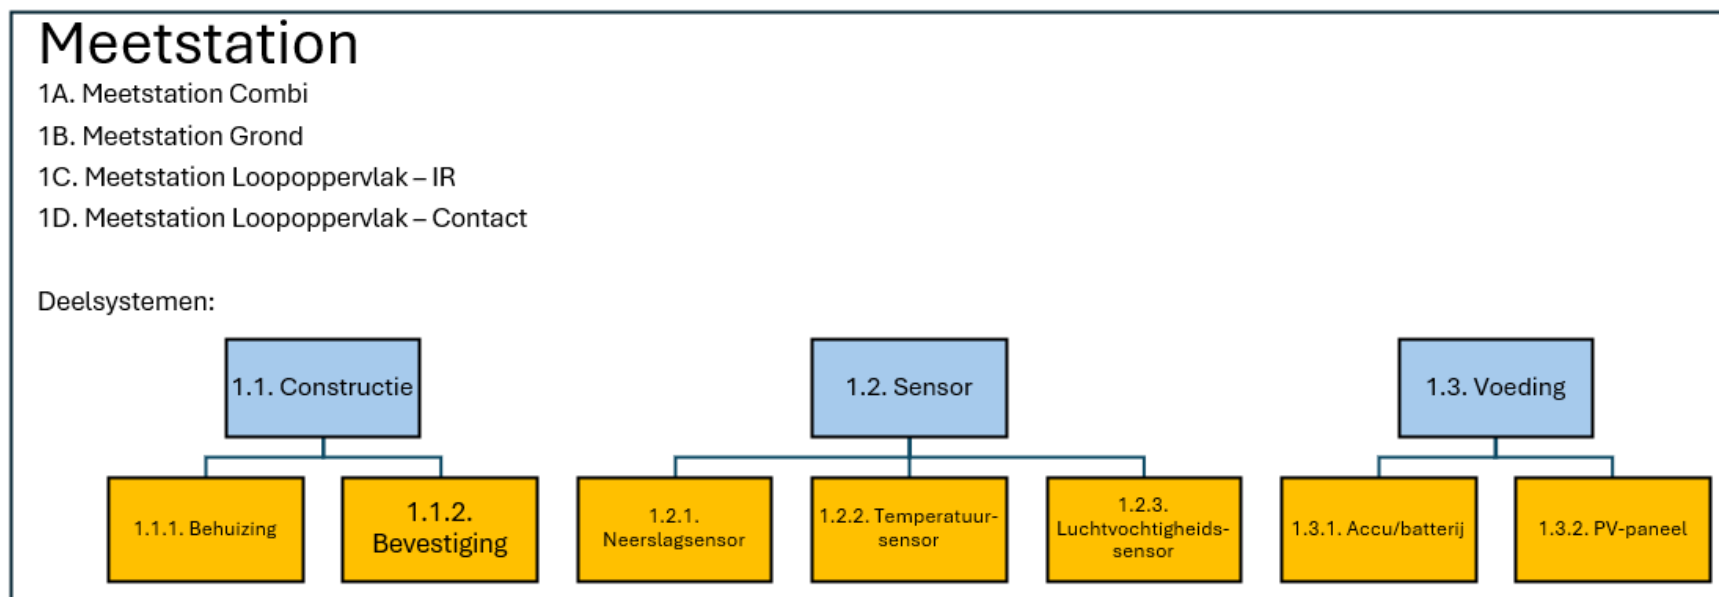 Meetstation
1A. Meetstation Combi
1B. Meetstation Grond
1C. Meetstation Loopoppervlak – IR
1D. Meetstation Loopoppervlak – Contact
Deelsystemen:
1.1. Constructie
1.2. Sensor
1.3. Voeding
1.1.1. Behuizing
1.1.2.
Bevestiging
1.2.1.
Neerslagsensor
1.2.2. Temperatuur-
sensor
1.2.3.
Luchtvochtigheids-
sensor
1.3.1. Accu/batterij
1.3.2. PV-paneel